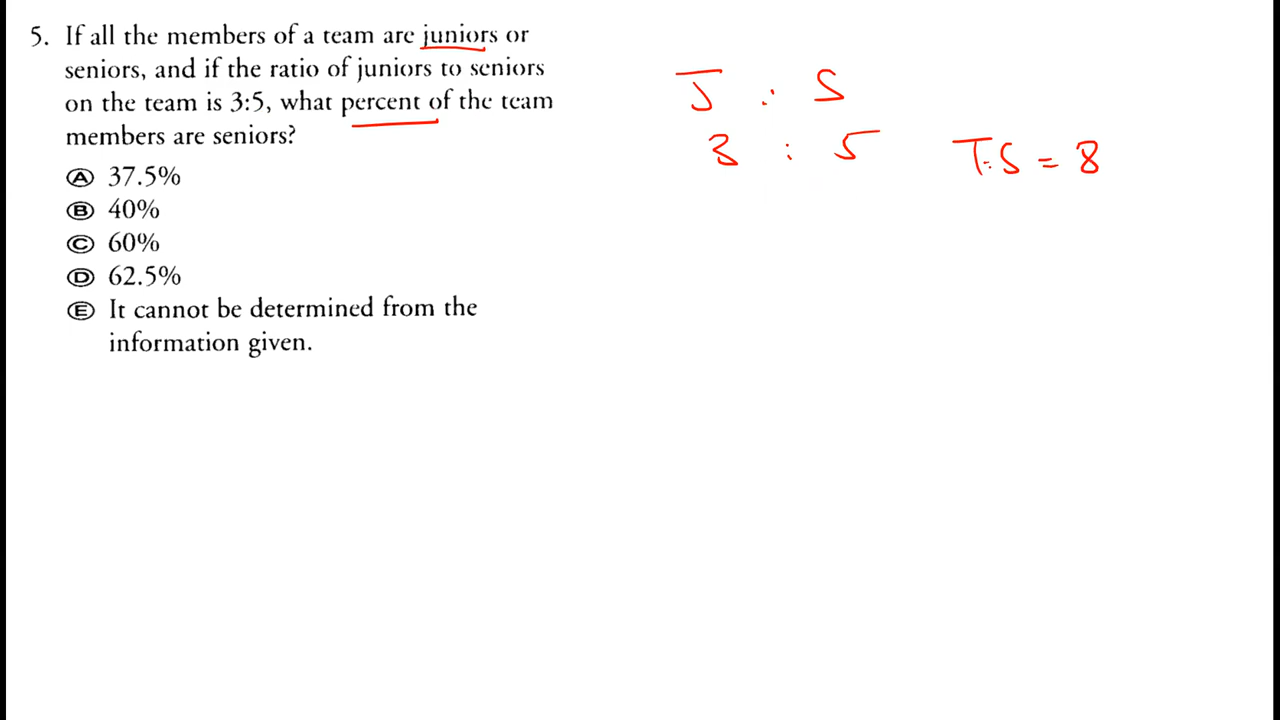 5. If all the members of a team are juniors or
seniors, and if the ratio of juniors to seniors
on the team is 3:5, what percent of the team
members are seniors?
A 37.5%
B 40%
C 60%
D 62.5%
E It cannot be determined from the
information given.
J : S
3 : 5 T.S = 8